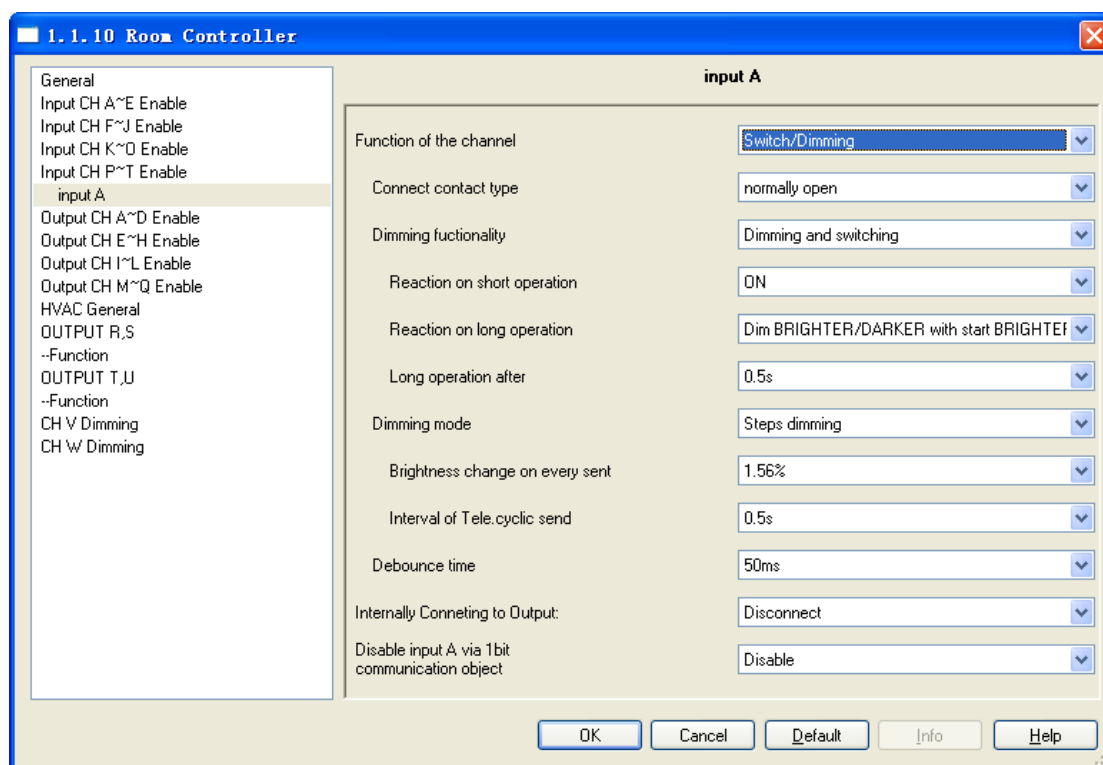 1.1.10 Room Controller
General
Input CH A~E Enable
Input CH F~J Enable
Input CH K~O Enable
Input CH P~T Enable
input A
Output CH A~D Enable
Output CH E~H Enable
Output CH I~L Enable
Output CH M~Q Enable
HVAC General
OUTPUT R,S
--Function
OUTPUT T,U
--Function
CH V Dimming
CH W Dimming
input A
Function of the channel Switch/Dimming
Connect contact type normally open
Dimming fuctionality Dimming and switching
Reaction on short operation ON
Reaction on long operation Dim BRIGHTER/DARKER with start BRIGHTER
Long operation after 0.5s
Dimming mode Steps dimming
Brightness change on every sent 1.56%
Interval of Tele.cyclic send 0.5s
Debounce time 50ms
Internally Conneting to Output: Disconnect
Disable input A via 1bit
communication object Disable
OK Cancel Default Info Help